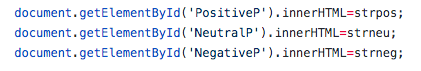 document.getElementById('PositiveP').innerHTML=strpos;
document.getElementById('NeutralP').innerHTML=strneu;
document.getElementById('NegativeP').innerHTML=strneg;